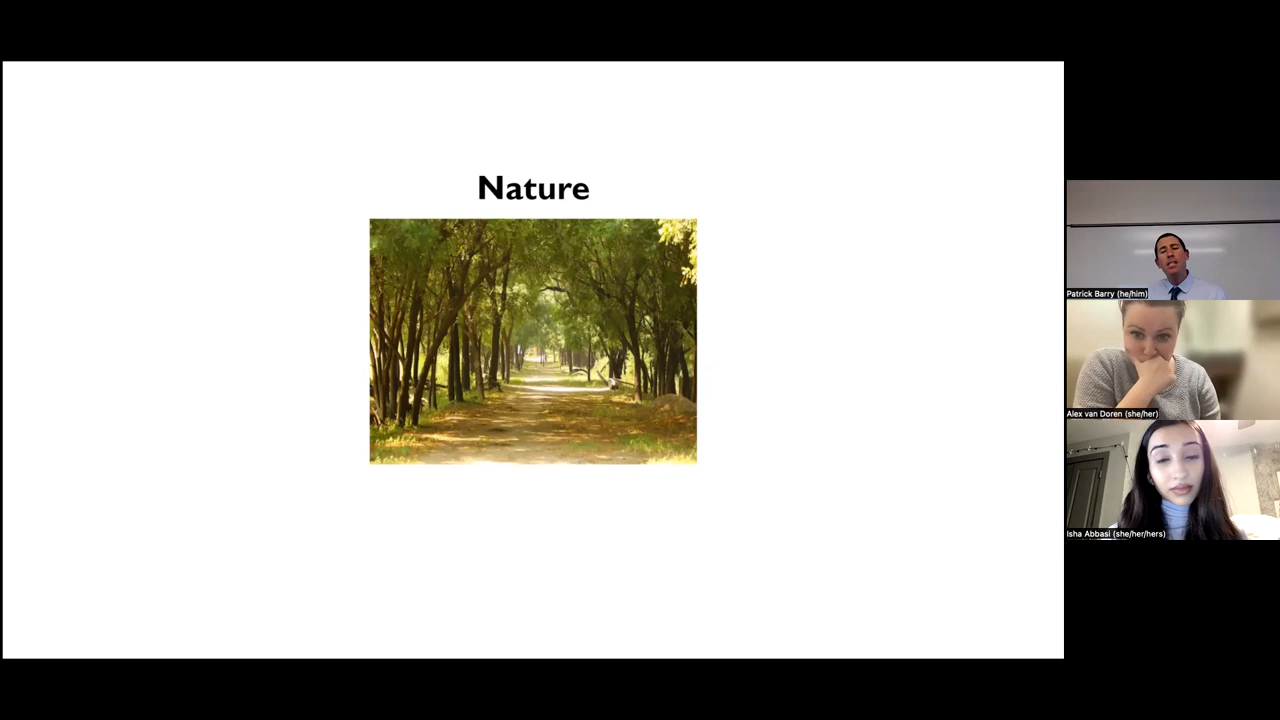 Nature
Patrick Barry (he/him)
Alex van Doren (she/her)
Isha Abbasi (she/her/hers)